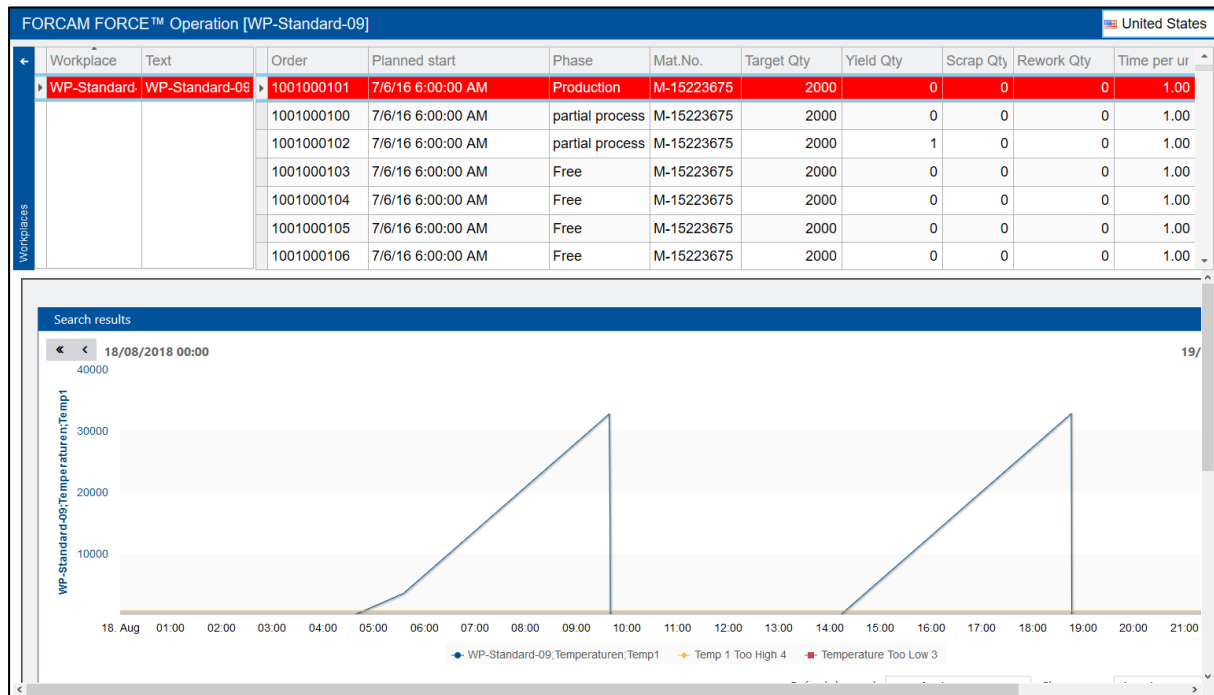 FORCAM FORCE™ Operation [WP-Standard-09] United States
Workplace Text Order Planned start Phase Mat.No. Target Qty Yield Qty Scrap Qty Rework Qty Time per ur
WP-Standard- WP-Standard-09 1001000101 7/6/16 6:00:00 AM Production M-15223675 2000 0 0 0 1.00
1001000100 7/6/16 6:00:00 AM partial process M-15223675 2000 0 0 0 1.00
1001000102 7/6/16 6:00:00 AM partial process M-15223675 2000 1 0 0 1.00
1001000103 7/6/16 6:00:00 AM Free M-15223675 2000 0 0 0 1.00
1001000104 7/6/16 6:00:00 AM Free M-15223675 2000 0 0 0 1.00
1001000105 7/6/16 6:00:00 AM Free M-15223675 2000 0 0 0 1.00
1001000106 7/6/16 6:00:00 AM Free M-15223675 2000 0 0 0 1.00
Workplaces
Search results
18/08/2018 00:00 19/
40000
30000
20000
10000
WP-Standard-09;Temperaturen;Temp1
18. Aug 01:00 02:00 03:00 04:00 05:00 06:00 07:00 08:00 09:00 10:00 11:00 12:00 13:00 14:00 15:00 16:00 17:00 18:00 19:00 20:00 21:00
WP-Standard-09;Temperaturen;Temp1 Temp 1 Too High 4 Temperature Too Low 3